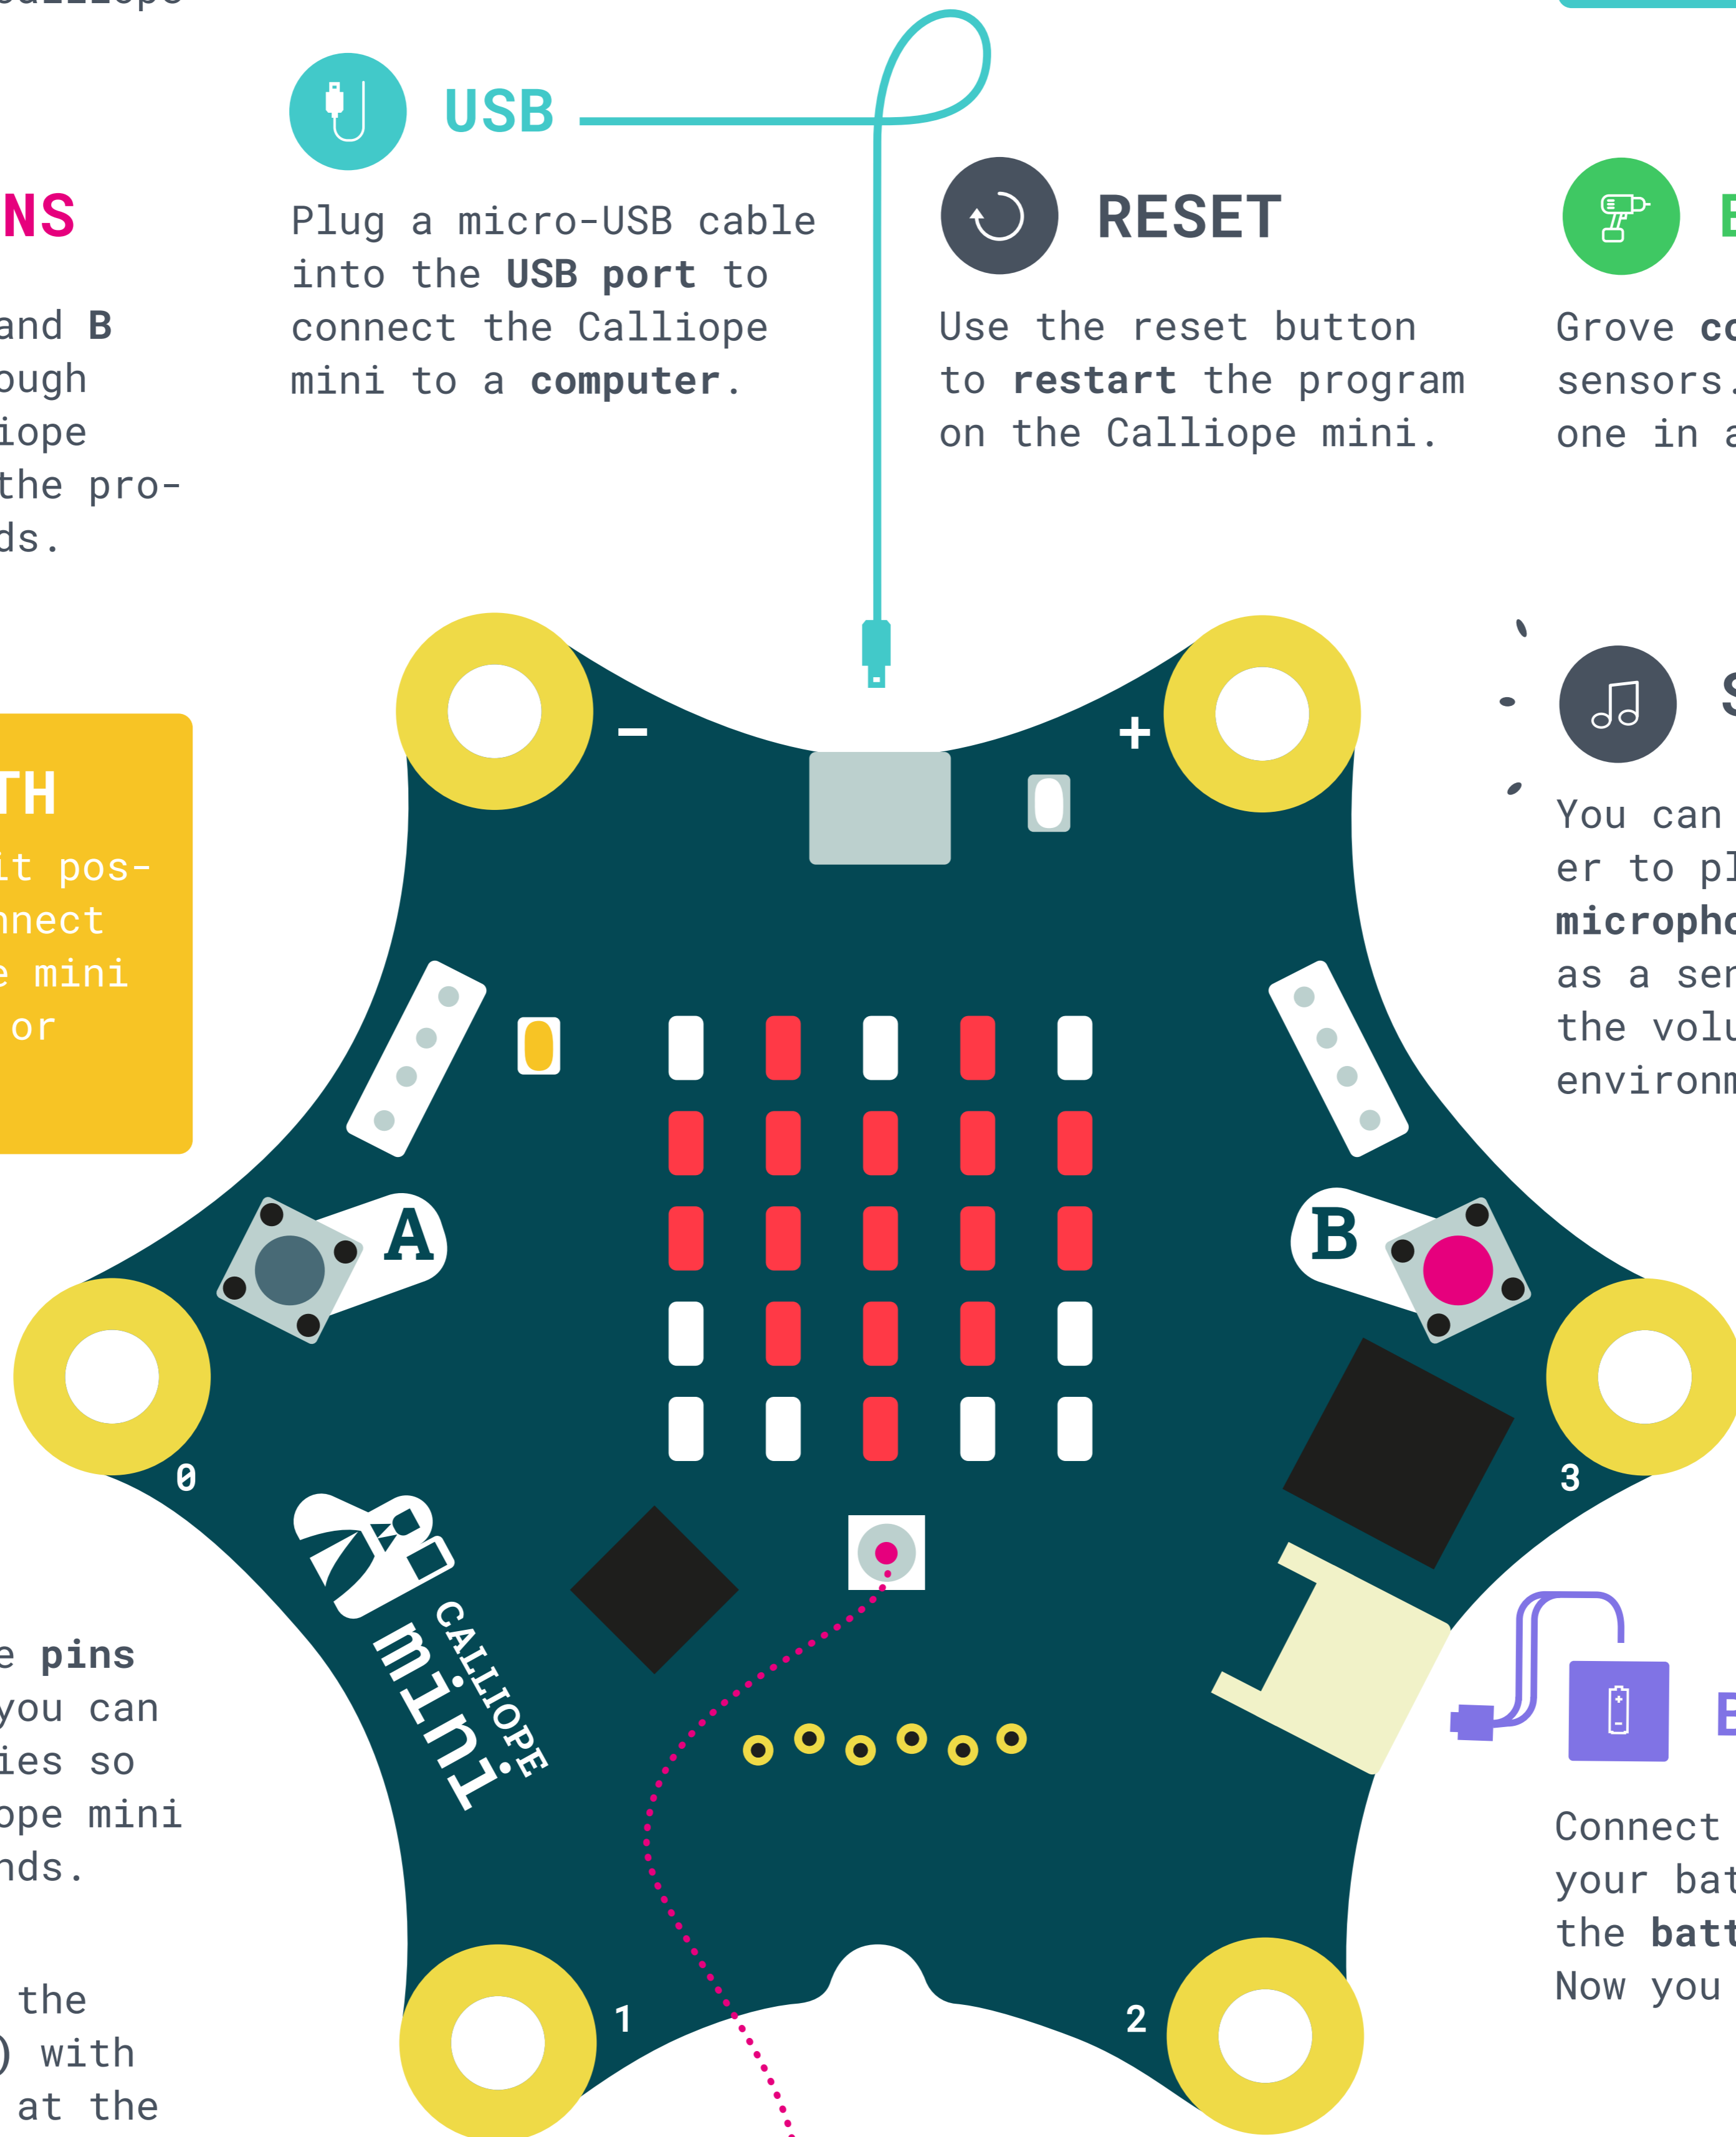 USB
Plug a micro-USB cable
into the USB port to
connect the Calliope
mini to a computer.
RESET
Use the reset button
to restart the program
on the Calliope mini.
NS
and B
ough
iope
the pro-
ds.
TH
it pos-
nnect
e mini
or
Grove co
sensors.
one in a
You can
er to pl
micropho
as a sen
the volu
environm
−
+
A
B
0
3
CALLIOPE
mini
1
2
e pins
you can
ies so
ope mini
nds.
the
) with
at the
Connect
your bat
the batt
Now you